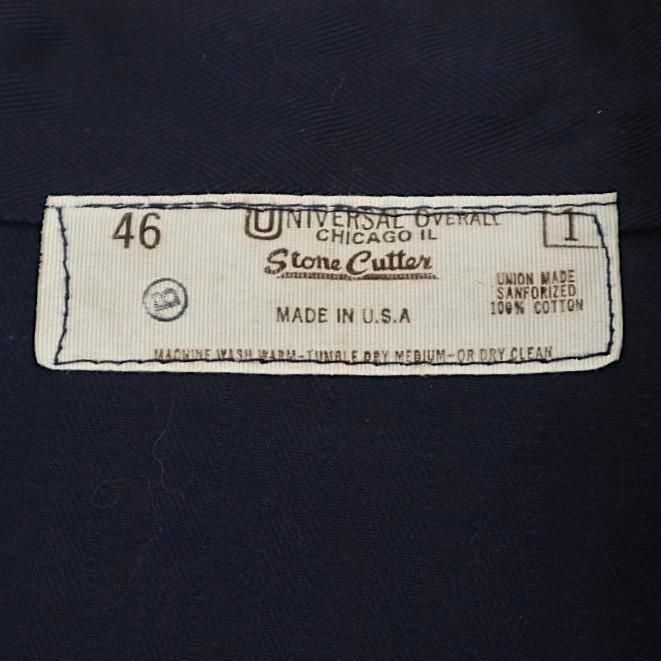 46
UNIVERSAL OVERALL
1
CHICAGO IL
Stone Cutter
B
UNION MADE
SANFORIZED
100% COTTON
MADE IN U.S.A
MACHINE WASH WARM-TUMBLE DRY MEDIUM-OR DRY CLEAN